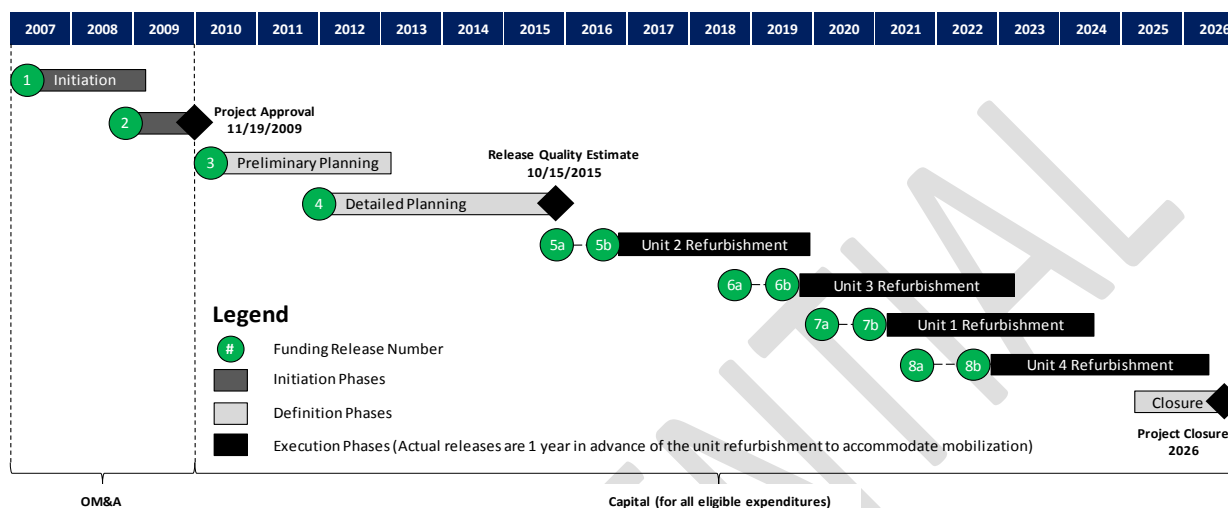 2007 2008 2009 2010 2011 2012 2013 2014 2015 2016 2017 2018 2019 2020 2021 2022 2023 2024 2025 2026
1 Initiation
2
Project Approval
11/19/2009
3 Preliminary Planning
Release Quality Estimate
10/15/2015
4 Detailed Planning
5a 5b Unit 2 Refurbishment
6a 6b Unit 3 Refurbishment
7a 7b Unit 1 Refurbishment
8a 8b Unit 4 Refurbishment
Closure
Project Closure
2026
Legend
# Funding Release Number
Initiation Phases
Definition Phases
Execution Phases (Actual releases are 1 year in advance of the unit refurbishment to accommodate mobilization)
OM&A
Capital (for all eligible expenditures)
ENTIAL